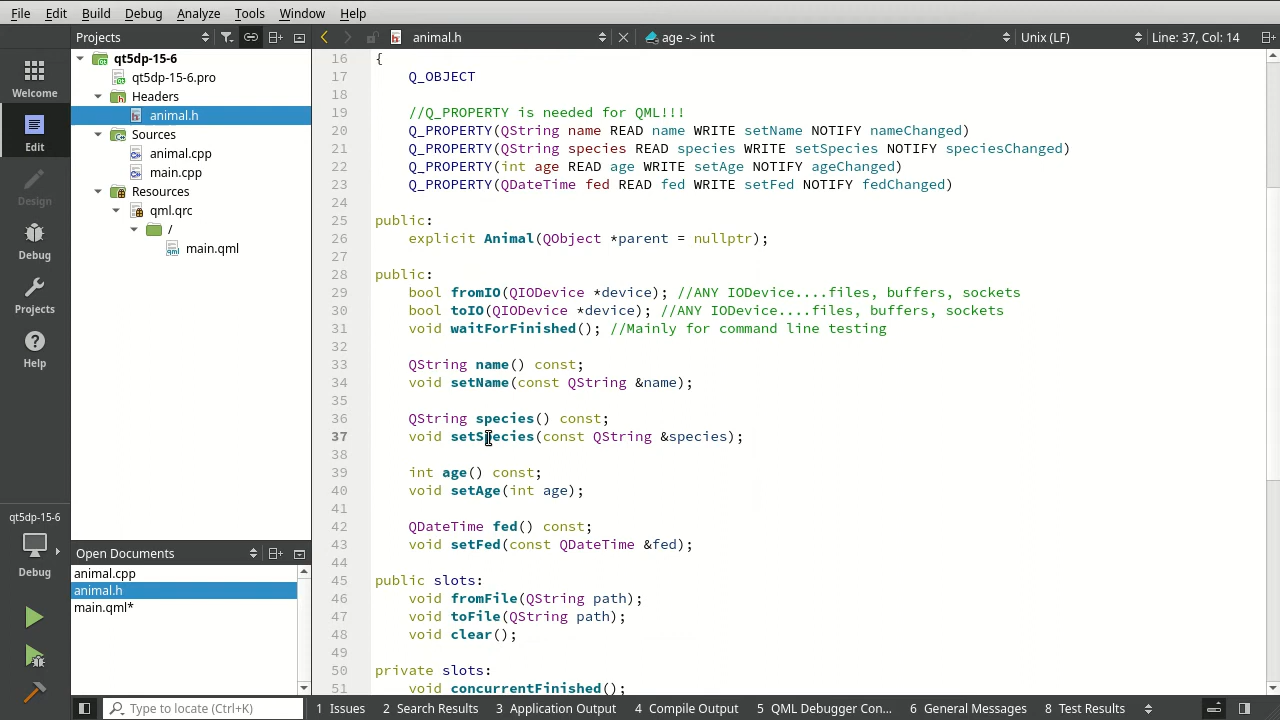 File Edit Build Debug Analyze Tools Window Help
Projects animal.h age -> int Unix (LF) Line: 37, Col: 14
Welcome
Edit
Design
Debug
Projects
Help
qt5dp-15-6
Debug
qt5dp-15-6
qt5dp-15-6.pro
Headers
animal.h
Sources
animal.cpp
main.cpp
Resources
qml.qrc
/
main.qml
Open Documents
animal.cpp
animal.h
main.qml*
16 {
17 Q_OBJECT
18
19 //Q_PROPERTY is needed for QML!!!
20 Q_PROPERTY(QString name READ name WRITE setName NOTIFY nameChanged)
21 Q_PROPERTY(QString species READ species WRITE setSpecies NOTIFY speciesChanged)
22 Q_PROPERTY(int age READ age WRITE setAge NOTIFY ageChanged)
23 Q_PROPERTY(QDateTime fed READ fed WRITE setFed NOTIFY fedChanged)
24
25 public:
26 explicit Animal(QObject *parent = nullptr);
27
28 public:
29 bool fromIO(QIODevice *device); //ANY IODevice....files, buffers, sockets
30 bool toIO(QIODevice *device); //ANY IODevice....files, buffers, sockets
31 void waitForFinished(); //Mainly for command line testing
32
33 QString name() const;
34 void setName(const QString &name);
35
36 QString species() const;
37 void setSpecies(const QString &species);
38
39 int age() const;
40 void setAge(int age);
41
42 QDateTime fed() const;
43 void setFed(const QDateTime &fed);
44
45 public slots:
46 void fromFile(QString path);
47 void toFile(QString path);
48 void clear();
49
50 private slots:
51 void concurrentFinished();
Type to locate (Ctrl+K) 1 Issues 2 Search Results 3 Application Output 4 Compile Output 5 QML Debugger Con... 6 General Messages 8 Test Results